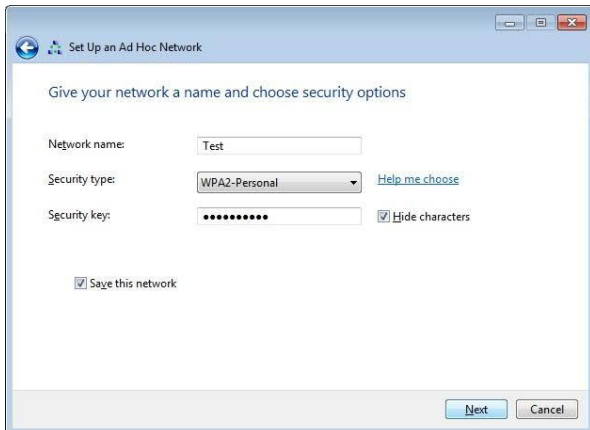 Set Up an Ad Hoc Network
Give your network a name and choose security options
Network name: Test
Security type: WPA2-Personal Help me choose
Security key: ●●●●●●●●●● Hide characters
Save this network
Next Cancel